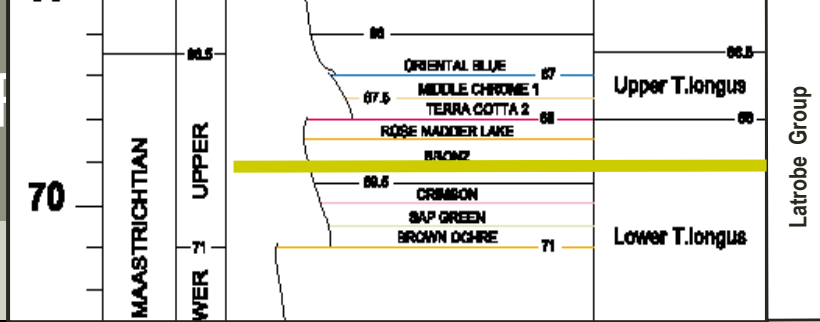 66
66.5
66.5
ORIENTAL BLUE
67
MIDDLE CHROME 1
67.5
Upper T.longus
TERRA COTTA 2
68
68
ROSE MADDER LAKE
BRONZ
69.5
70
CRIMSON
SAP GREEN
BROWN OCHRE
71
71
Lower T.longus
MAASTRICHTIAN
UPPER
WER
Latrobe Group